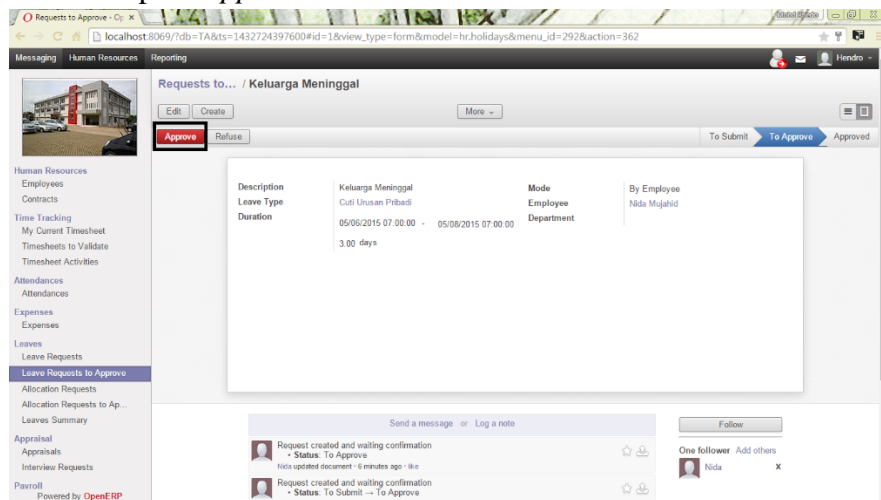 Requests to Approve - Op ×
localhost:8069/?db=TA&ts=1432724397600#id=1&view_type=form&model=hr.holidays&menu_id=292&action=362
Messaging Human Resources Reporting Hendro
Requests to... / Keluarga Meninggal
Edit Create More
Approve Refuse To Submit To Approve Approved
Human Resources
Employees
Contracts
Time Tracking
My Current Timesheet
Timesheets to Validate
Timesheet Activities
Attendances
Attendances
Expenses
Expenses
Leaves
Leave Requests
Leave Requests to Approve
Allocation Requests
Allocation Requests to Ap...
Leaves Summary
Appraisal
Appraisals
Interview Requests
Payroll
Powered by OpenERP
Description Keluarga Meninggal Mode By Employee
Leave Type Cuti Urusan Pribadi Employee Nida Mujahid
Duration 05/06/2015 07:00:00 - 05/08/2015 07:00:00 Department
3.00 days
Send a message or Log a note
Follow
Request created and waiting confirmation
• Status: To Approve
Nida updated document · 6 minutes ago · like
One follower Add others
Nida X
Request created and waiting confirmation
• Status: To Submit → To Approve